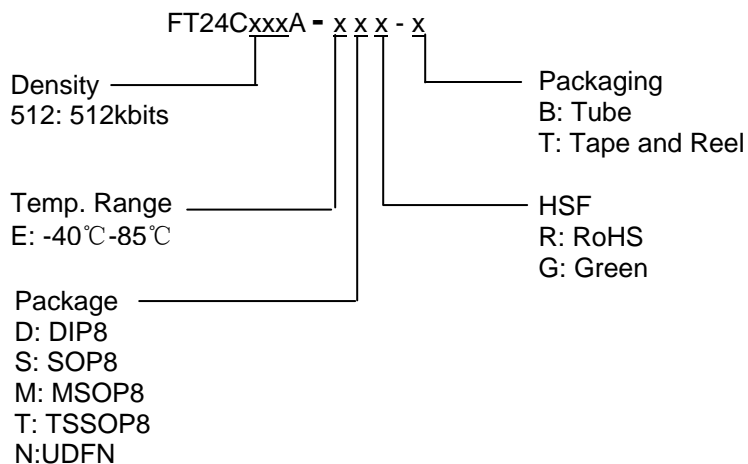 FT24CxxxA - x x x - x
Density
512: 512kbits
Packaging
B: Tube
T: Tape and Reel
Temp. Range
E: -40℃-85℃
HSF
R: RoHS
G: Green
Package
D: DIP8
S: SOP8
M: MSOP8
T: TSSOP8
N:UDFN